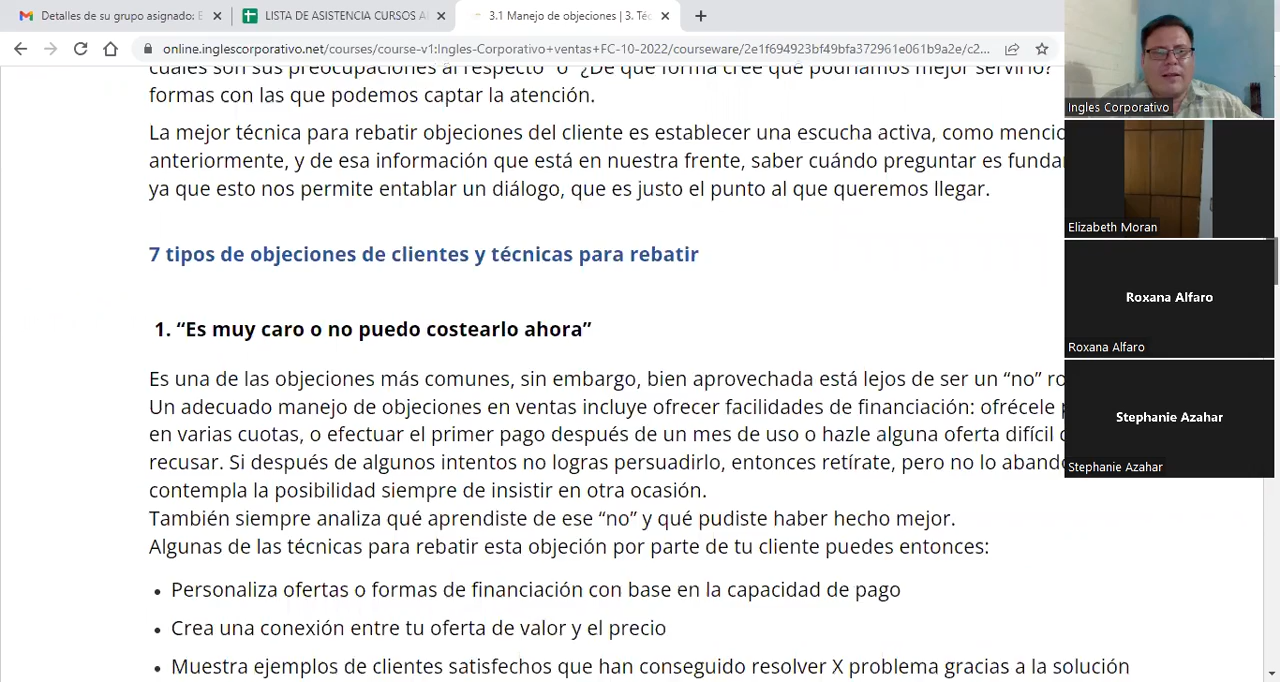 Detalles de su grupo asignado: E
LISTA DE ASISTENCIA CURSOS A
3.1 Manejo de objeciones | 3. Téc
online.inglescorporativo.net/courses/course-v1:Ingles-Corporativo+ventas+FC-10-2022/courseware/2e1f694923bf49bfa372961e061b9a2e/c2...
cuáles son sus preocupaciones al respecto" o "¿De qué forma cree que podríamos mejor servirlo?"
formas con las que podemos captar la atención.
La mejor técnica para rebatir objeciones del cliente es establecer una escucha activa, como mencio
anteriormente, y de esa información que está en nuestra frente, saber cuándo preguntar es funda
ya que esto nos permite entablar un diálogo, que es justo el punto al que queremos llegar.
7 tipos de objeciones de clientes y técnicas para rebatir
1. “Es muy caro o no puedo costearlo ahora”
Es una de las objeciones más comunes, sin embargo, bien aprovechada está lejos de ser un “no” ro
Un adecuado manejo de objeciones en ventas incluye ofrecer facilidades de financiación: ofrécele
en varias cuotas, o efectuar el primer pago después de un mes de uso o hazle alguna oferta difícil
recusar. Si después de algunos intentos no logras persuadirlo, entonces retírate, pero no lo aband
contempla la posibilidad siempre de insistir en otra ocasión.
También siempre analiza qué aprendiste de ese “no” y qué pudiste haber hecho mejor.
Algunas de las técnicas para rebatir esta objeción por parte de tu cliente puedes entonces:
• Personaliza ofertas o formas de financiación con base en la capacidad de pago
• Crea una conexión entre tu oferta de valor y el precio
• Muestra ejemplos de clientes satisfechos que han conseguido resolver X problema gracias a la solución
Ingles Corporativo
Elizabeth Moran
Roxana Alfaro
Roxana Alfaro
Stephanie Azahar
Stephanie Azahar